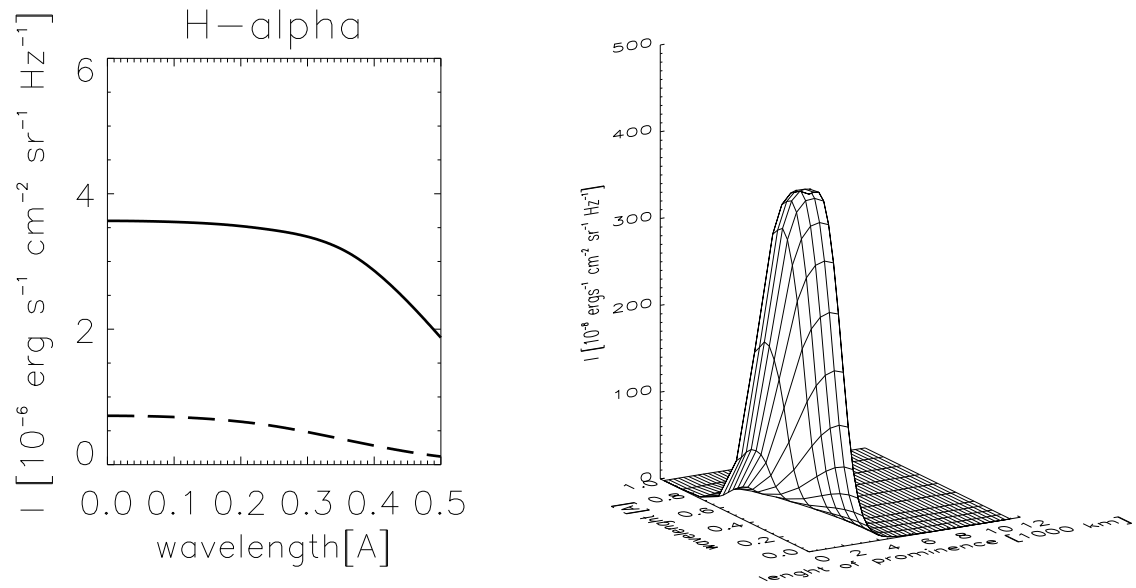 H-alpha
I [10⁻⁶ erg s⁻¹ cm⁻² sr⁻¹ Hz⁻¹]
6
4
2
0
0.0 0.1 0.2 0.3 0.4 0.5
wavelength[A]
I [10⁻⁸ ergs⁻¹ cm⁻² sr⁻¹ Hz⁻¹]
500
400
300
200
100
0
1.0 0.8 0.6 0.4 0.2 0.0
wavelenght[A]
0 2 4 6 8 10 12
lenght of prominence [1000 km]